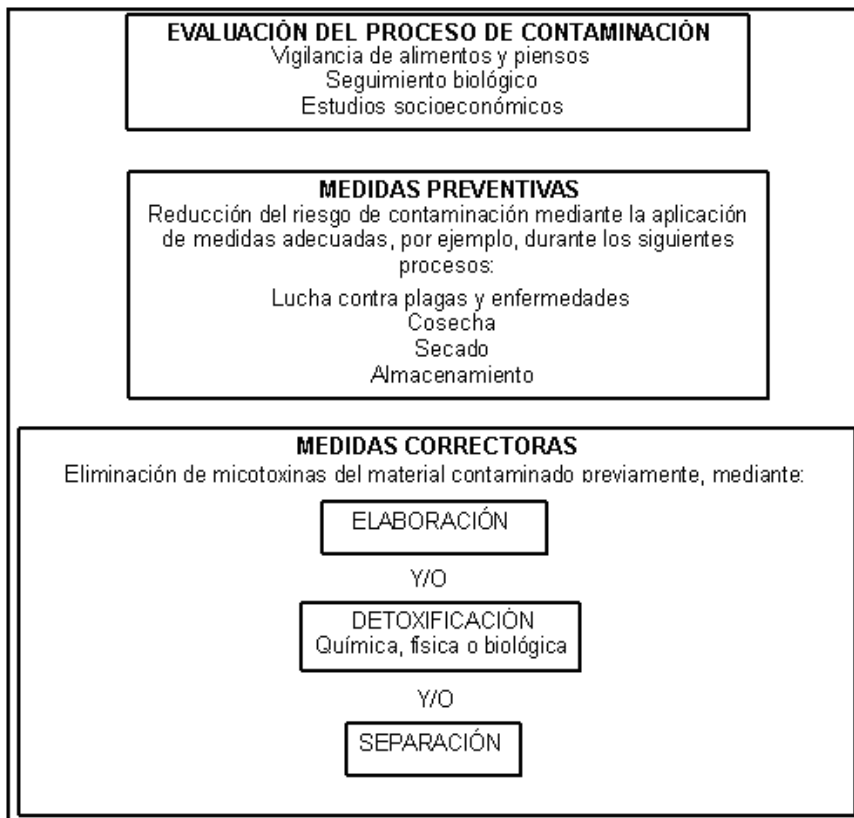 EVALUACIÓN DEL PROCESO DE CONTAMINACIÓN
Vigilancia de alimentos y piensos
Seguimiento biológico
Estudios socioeconómicos
MEDIDAS PREVENTIVAS
Reducción del riesgo de contaminación mediante la aplicación
de medidas adecuadas, por ejemplo, durante los siguientes
procesos:
Lucha contra plagas y enfermedades
Cosecha
Secado
Almacenamiento
MEDIDAS CORRECTORAS
Eliminación de micotoxinas del material contaminado previamente, mediante:
ELABORACIÓN
Y/O
DETOXIFICACIÓN
Química, física o biológica
Y/O
SEPARACIÓN